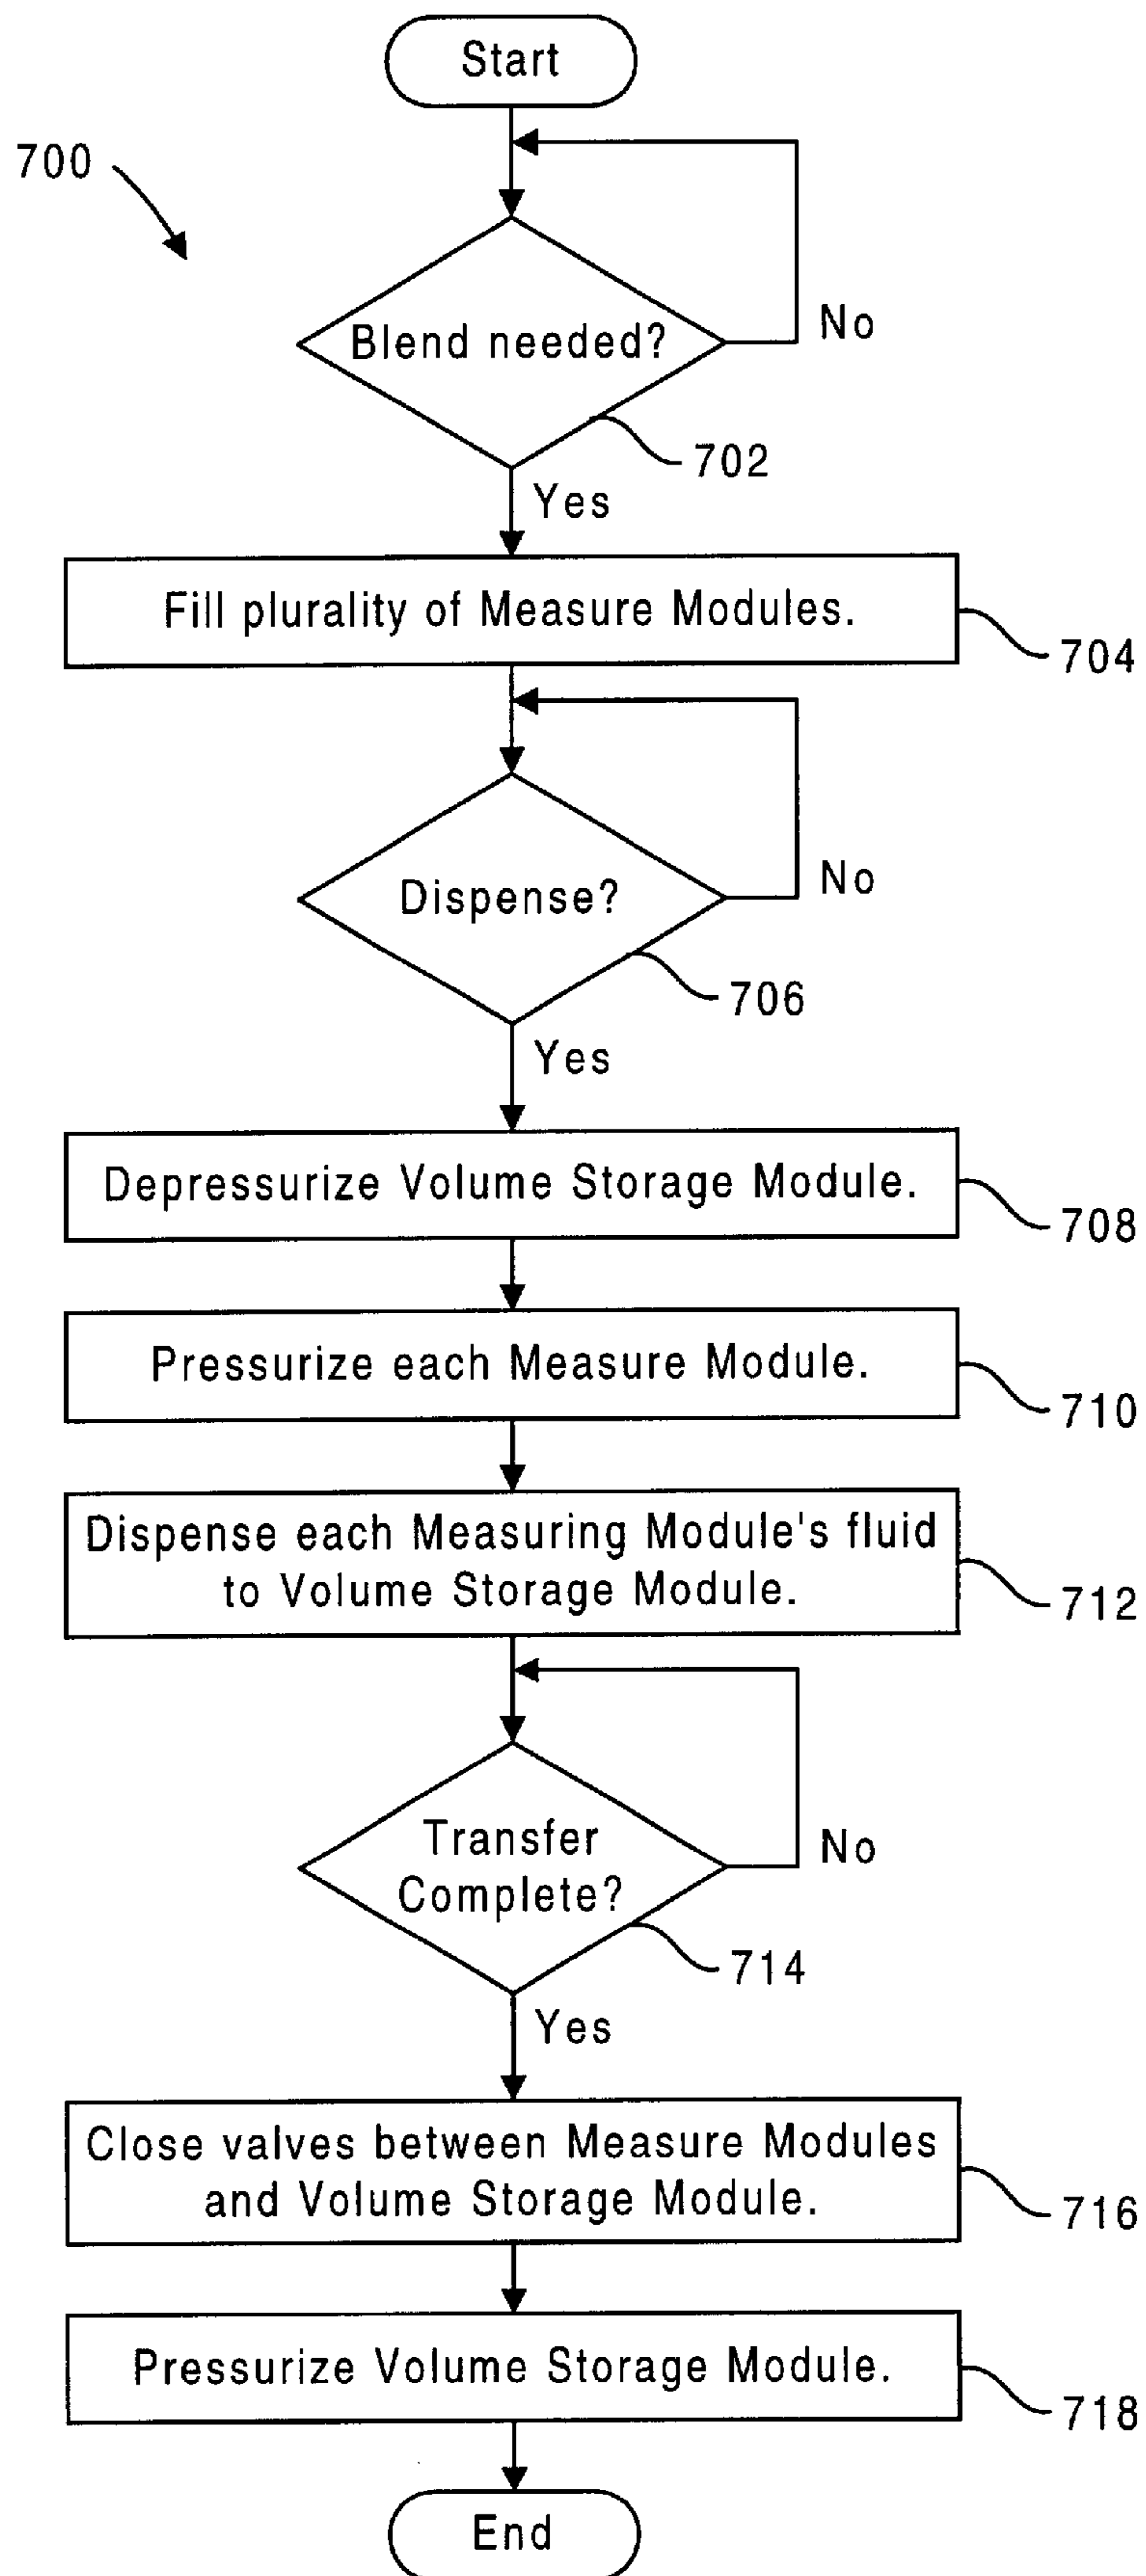 Start
700
Blend needed?
No
702
Yes
Fill plurality of Measure Modules.
704
Dispense?
No
706
Yes
Depressurize Volume Storage Module.
708
Pressurize each Measure Module.
710
Dispense each Measuring Module's fluid
to Volume Storage Module.
712
Transfer
Complete?
No
714
Yes
Close valves between Measure Modules
and Volume Storage Module.
716
Pressurize Volume Storage Module.
718
End